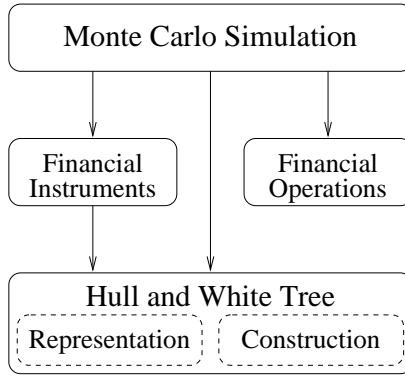 Monte Carlo Simulation
Financial
Instruments
Financial
Operations
Hull and White Tree
Representation
Construction